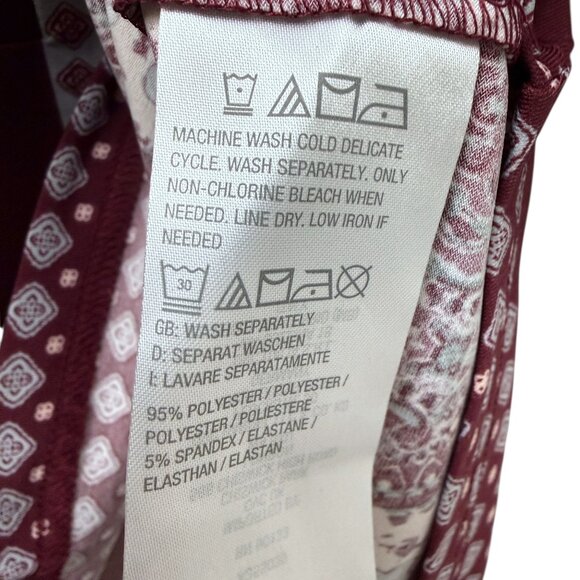 MACHINE WASH COLD DELICATE
CYCLE. WASH SEPARATELY. ONLY
NON-CHLORINE BLEACH WHEN
NEEDED. LINE DRY. LOW IRON IF
NEEDED
30
GB: WASH SEPARATELY
D: SEPARAT WASCHEN
I: LAVARE SEPARATAMENTE
95% POLYESTER / POLYESTER /
POLYESTER / POLIESTERE
5% SPANDEX / ELASTANE /
ELASTHAN / ELASTAN